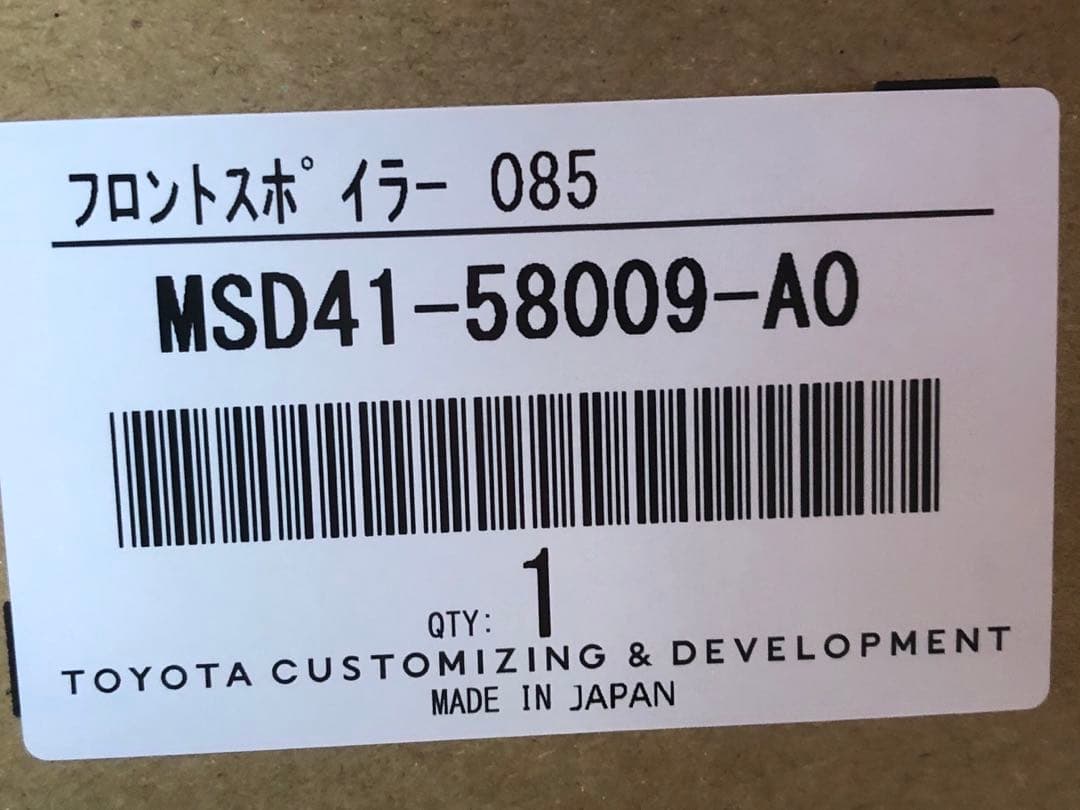 フロントスポイラー 085
MSD41-58009-A0
QTY: 1
TOYOTA CUSTOMIZING & DEVELOPMENT
MADE IN JAPAN